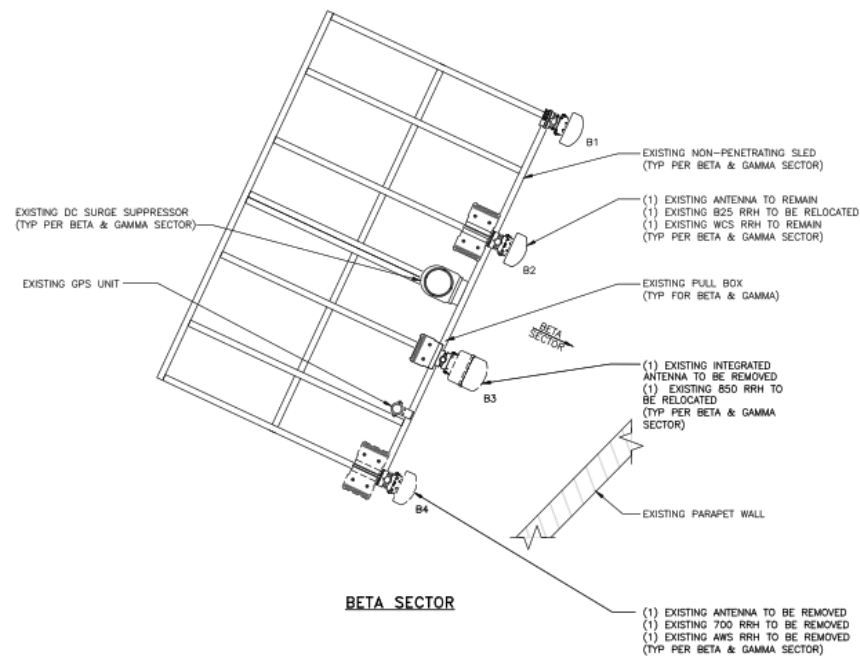 B1
EXISTING NON-PENETRATING SLED
(TYP PER BETA & GAMMA SECTOR)
EXISTING DC SURGE SUPPRESSOR
(TYP PER BETA & GAMMA SECTOR)
(1) EXISTING ANTENNA TO REMAIN
(1) EXISTING B25 RRH TO BE RELOCATED
(1) EXISTING WCS RRH TO REMAIN
(TYP PER BETA & GAMMA SECTOR)
B2
EXISTING GPS UNIT
EXISTING PULL BOX
(TYP FOR BETA & GAMMA)
BETA
SECTOR
(1) EXISTING INTEGRATED
ANTENNA TO BE REMOVED
(1) EXISTING 850 RRH TO
BE RELOCATED
(TYP PER BETA & GAMMA
SECTOR)
B3
B4
EXISTING PARAPET WALL
BETA SECTOR
(1) EXISTING ANTENNA TO BE REMOVED
(1) EXISTING 700 RRH TO BE REMOVED
(1) EXISTING AWS RRH TO BE REMOVED
(TYP PER BETA & GAMMA SECTOR)